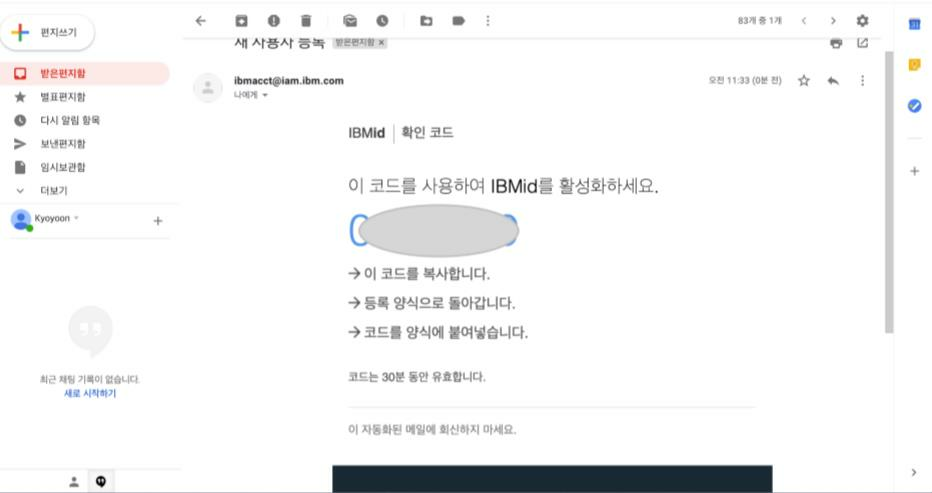 편지쓰기
받은편지함
별표편지함
다시 알림 항목
보낸편지함
임시보관함
더보기
Kyoyoon
최근 채팅 기록이 없습니다.
새로 시작하기
83개 중 1개
새 사용자 등록 받은편지함 ×
ibmacct@iam.ibm.com
오전 11:33 (0분 전)
나에게
IBMid 확인 코드
이 코드를 사용하여 IBMid를 활성화하세요.
→ 이 코드를 복사합니다.
→ 등록 양식으로 돌아갑니다.
→ 코드를 양식에 붙여넣습니다.
코드는 30분 동안 유효합니다.
이 자동화된 메일에 회신하지 마세요.
31